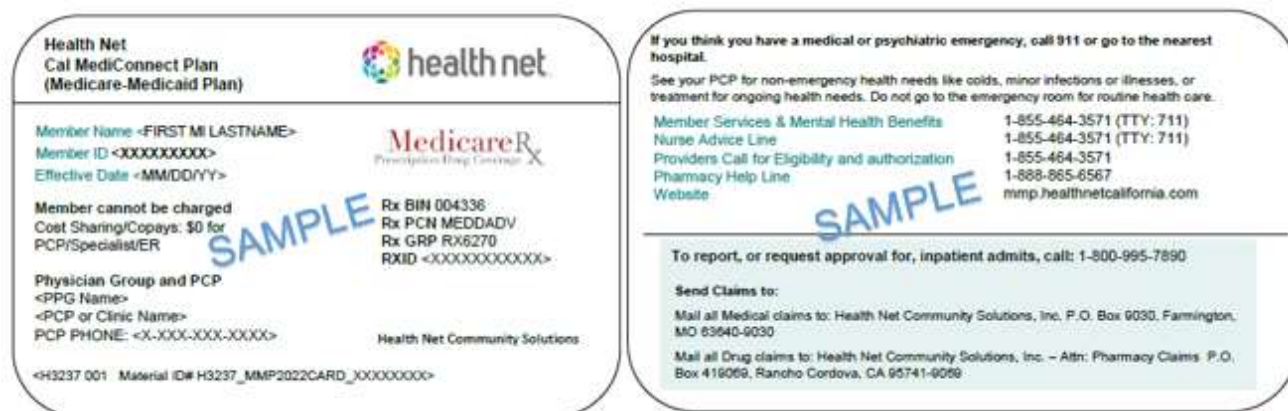 Health Net
Cal MediConnect Plan
(Medicare-Medicaid Plan)
health net
Member Name <FIRST MI LASTNAME>
Member ID <XXXXXXXXX>
Effective Date <MM/DD/YY>
MedicareRx
Prescription Drug Coverage
Member cannot be charged
Cost Sharing/Copays: $0 for
PCP/Specialist/ER
SAMPLE
Rx BIN 004336
Rx PCN MEDDADV
Rx GRP RX6270
RXID <XXXXXXXXXXXX>
Physician Group and PCP
<PPG Name>
<PCP or Clinic Name>
PCP PHONE: <X-XXX-XXX-XXXX>
Health Net Community Solutions
<H3237 001 Material ID# H3237_MMP2022CARD_XXXXXXXX>
If you think you have a medical or psychiatric emergency, call 911 or go to the nearest
hospital.
See your PCP for non-emergency health needs like colds, minor infections or illnesses, or
treatment for ongoing health needs. Do not go to the emergency room for routine health care.
Member Services & Mental Health Benefits 1-855-464-3571 (TTY: 711)
Nurse Advice Line 1-855-464-3571 (TTY: 711)
Providers Call for Eligibility and authorization 1-855-464-3571
Pharmacy Help Line 1-888-865-6567
Website mmp.healthnetcalifornia.com
SAMPLE
To report, or request approval for, inpatient admits, call: 1-800-995-7890
Send Claims to:
Mail all Medical claims to: Health Net Community Solutions, Inc. P.O. Box 9030, Farmington,
MO 63640-9030
Mail all Drug claims to: Health Net Community Solutions, Inc. – Attn: Pharmacy Claims P.O.
Box 419069, Rancho Cordova, CA 95741-9069